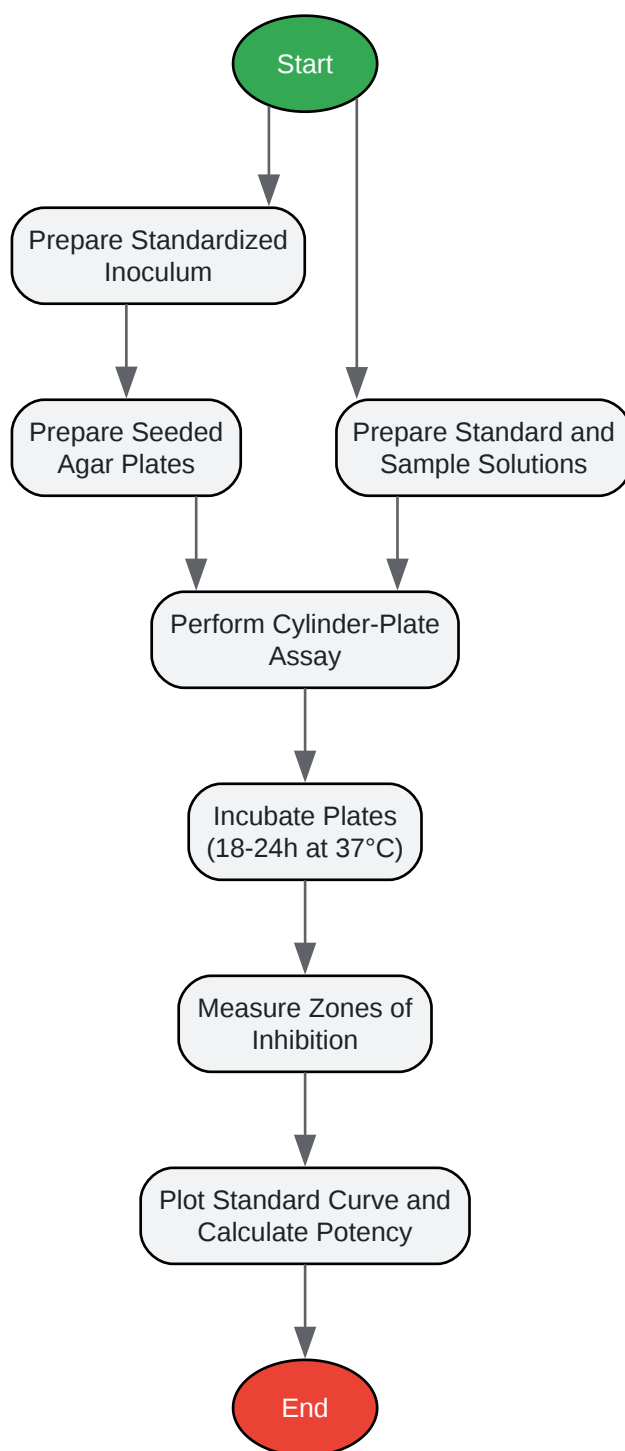 Start
Prepare Standardized
Inoculum
Prepare Seeded
Agar Plates
Prepare Standard and
Sample Solutions
Perform Cylinder-Plate
Assay
Incubate Plates
(18-24h at 37°C)
Measure Zones of
Inhibition
Plot Standard Curve and
Calculate Potency
End